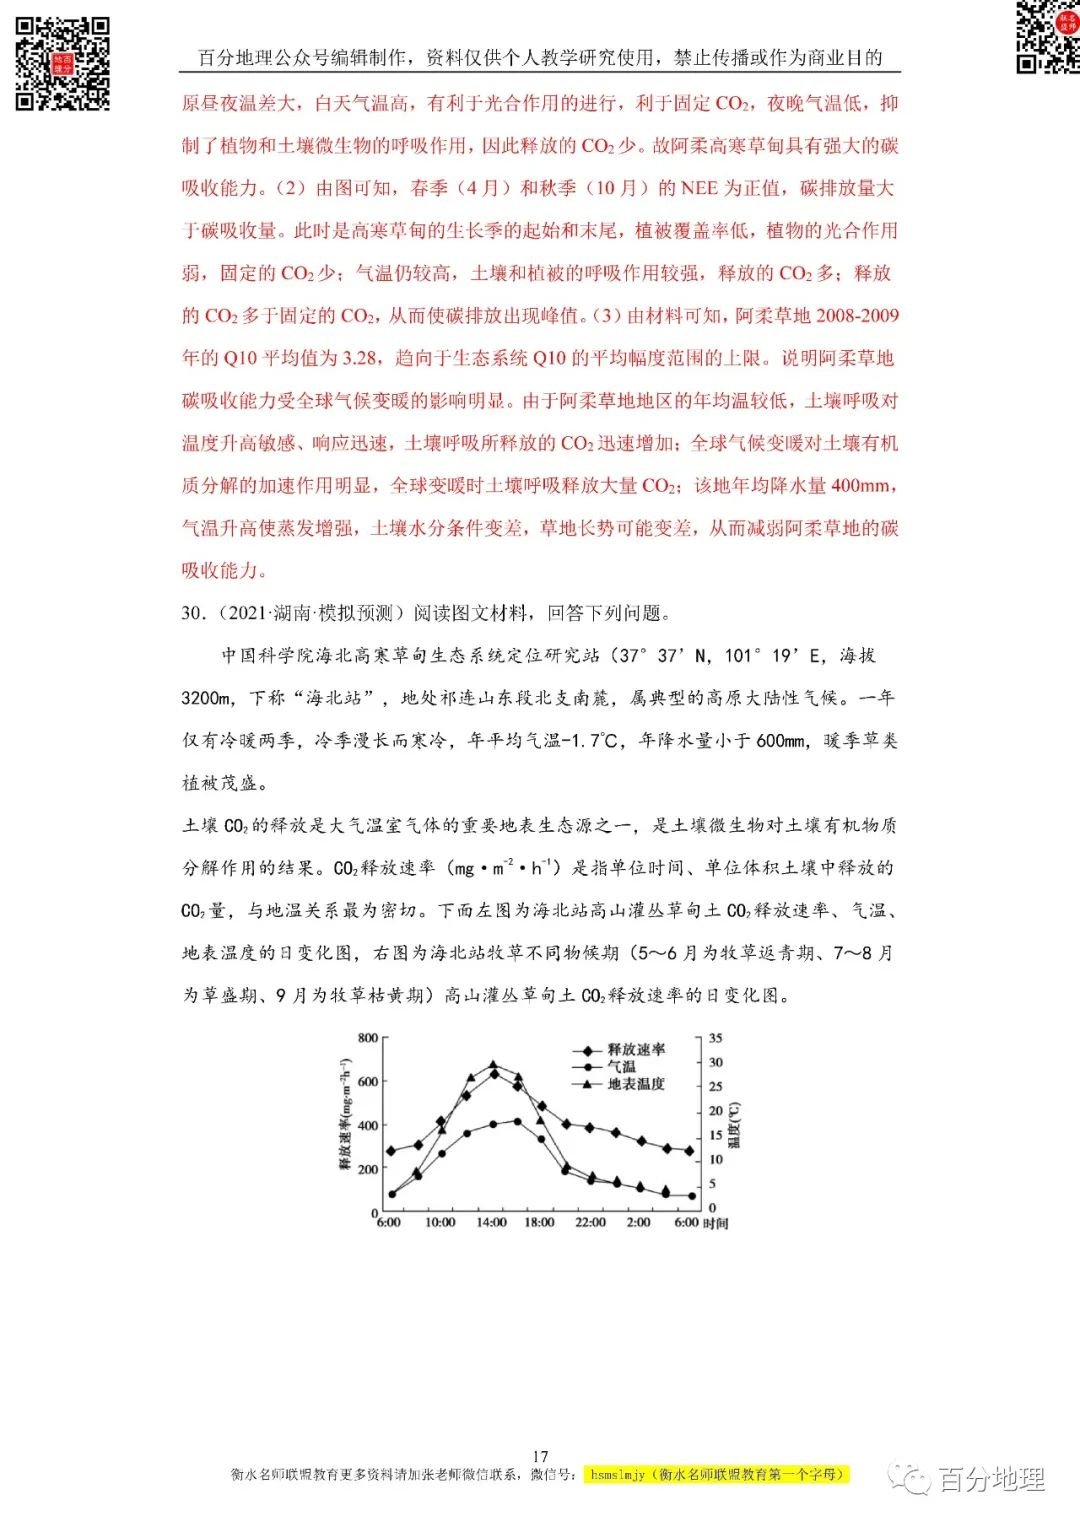 百分地理公众号编辑制作，资料仅供个人教学研究使用，禁止传播或作为商业目的
原昼夜温差大，白天气温高，有利于光合作用的进行，利于固定 CO₂，夜晚气温低，抑
制了植物和土壤微生物的呼吸作用，因此释放的 CO₂少。故阿柔高寒草甸具有强大的碳
吸收能力。（2）由图可知，春季（4 月）和秋季（10 月）的 NEE 为正值，碳排放量大
于碳吸收量。此时是高寒草甸的生长季的起始和末尾，植被覆盖率低，植物的光合作用
弱，固定的 CO₂少；气温仍较高，土壤和植被的呼吸作用较强，释放的 CO₂多；释放
的 CO₂多于固定的 CO₂，从而使碳排放出现峰值。（3）由材料可知，阿柔草地 2008-2009
年的 Q10 平均值为 3.28，趋向于生态系统 Q10 的平均幅度范围的上限。说明阿柔草地
碳吸收能力受全球气候变暖的影响明显。由于阿柔草地地区的年均温较低，土壤呼吸对
温度升高敏感、响应迅速，土壤呼吸所释放的 CO₂迅速增加；全球气候变暖对土壤有机
质分解的加速作用明显，全球变暖时土壤呼吸释放大量 CO₂；该地年均降水量 400mm，
气温升高使蒸发增强，土壤水分条件变差，草地长势可能变差，从而减弱阿柔草地的碳
吸收能力。
30．（2021·湖南·模拟预测）阅读图文材料，回答下列问题。
中国科学院海北高寒草甸生态系统定位研究站（37°37’N，101°19’E，海拔
3200m，下称“海北站”，地处祁连山东段北支南麓，属典型的高原大陆性气候。一年
仅有冷暖两季，冷季漫长而寒冷，年平均气温-1.7℃，年降水量小于 600mm，暖季草类
植被茂盛。
土壤 CO₂的释放是大气温室气体的重要地表生态源之一，是土壤微生物对土壤有机物质
分解作用的结果。CO₂释放速率（mg·m⁻²·h⁻¹）是指单位时间、单位体积土壤中释放的
CO₂量，与地温关系最为密切。下面左图为海北站高山灌丛草甸土 CO₂释放速率、气温、
地表温度的日变化图，右图为海北站牧草不同物候期（5～6 月为牧草返青期、7～8 月
为草盛期、9 月为牧草枯黄期）高山灌丛草甸土 CO₂释放速率的日变化图。
释放速率(mg·m⁻²h⁻¹)
800
600
400
200
0
释放速率
气温
地表温度
35
30
25
20
15
10
5
0
温度(℃)
6:00 10:00 14:00 18:00 22:00 2:00 6:00 时间
17
衡水名师联盟教育更多资料请加张老师微信联系，微信号： hsmslmjy（衡水名师联盟教育第一个字母）
百分地理